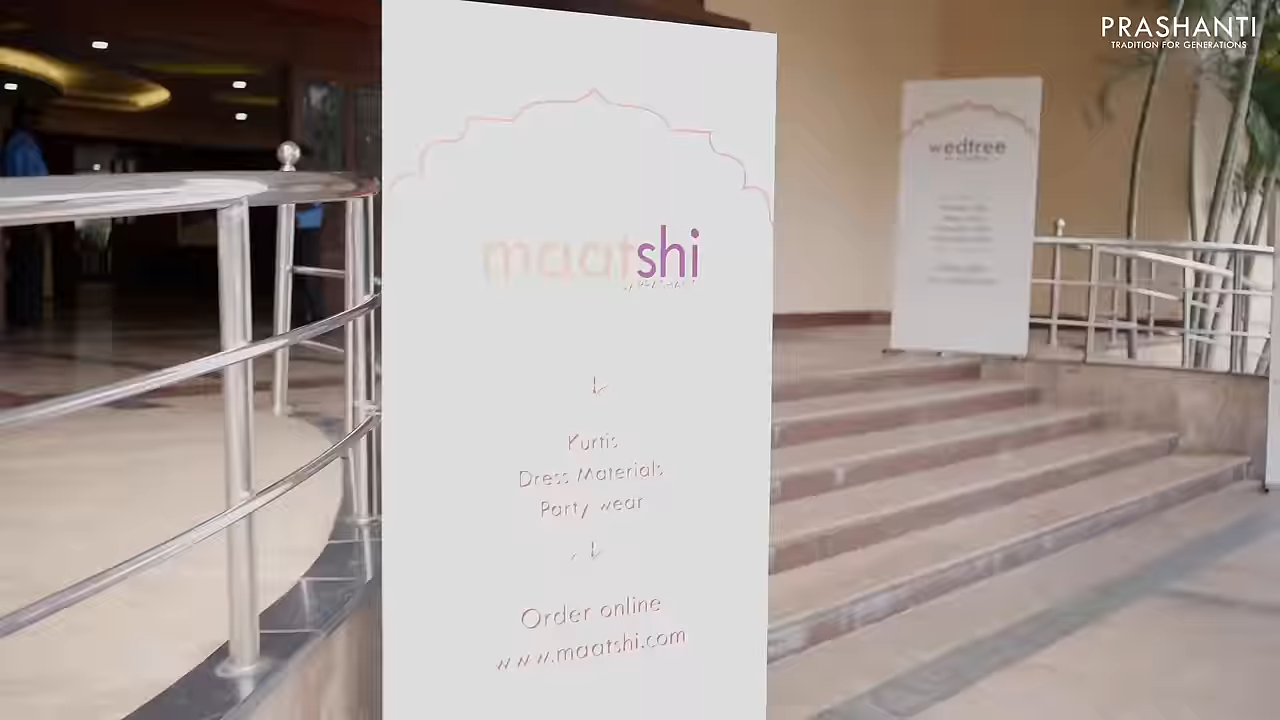 PRASHANTI
TRADITION FOR GENERATIONS
maatshi
Kurtis
Dress Materials
Party wear
Order online
www.maatshi.com
wedtree